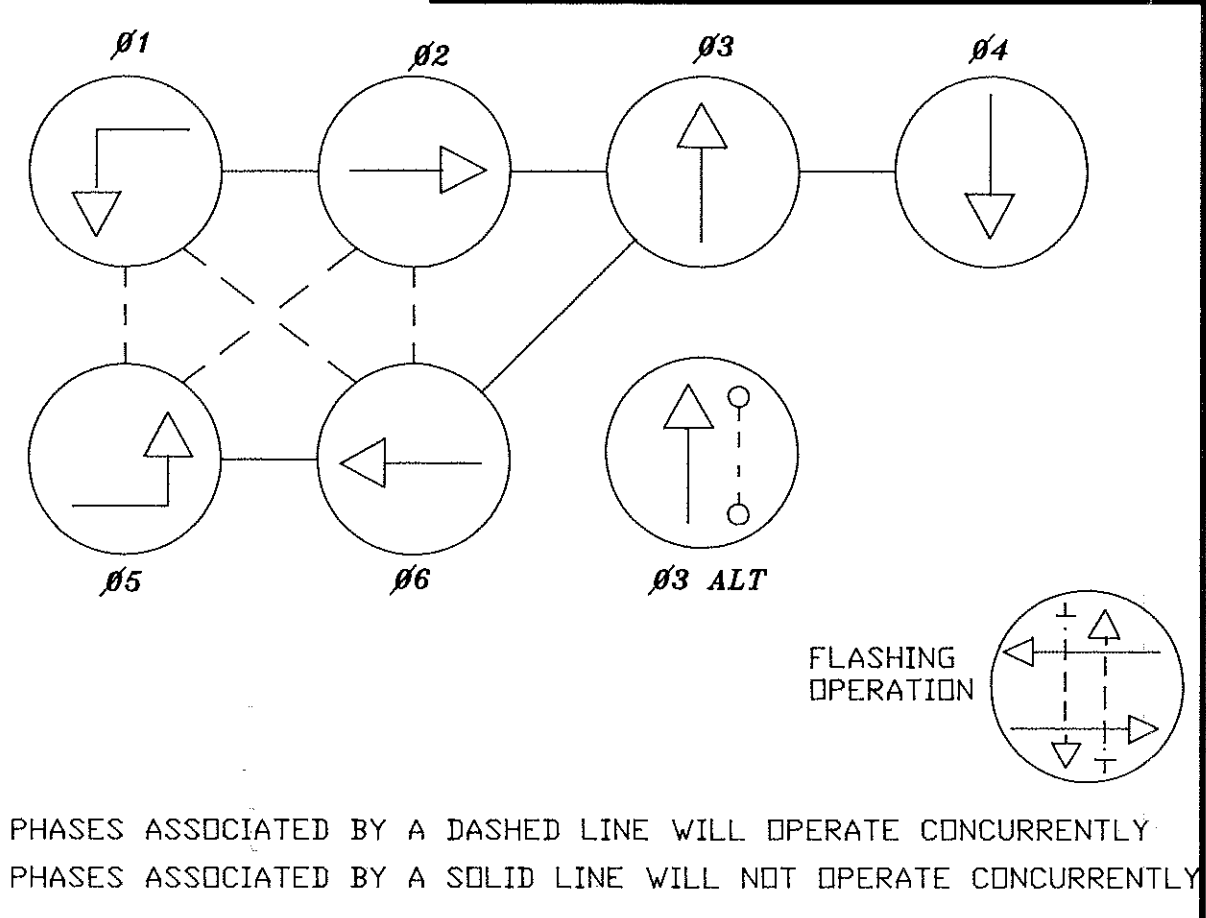 Ø1
Ø2
Ø3
Ø4
Ø5
Ø6
Ø3 ALT
FLASHING
OPERATION
PHASES ASSOCIATED BY A DASHED LINE WILL OPERATE CONCURRENTLY
PHASES ASSOCIATED BY A SOLID LINE WILL NOT OPERATE CONCURRENTLY